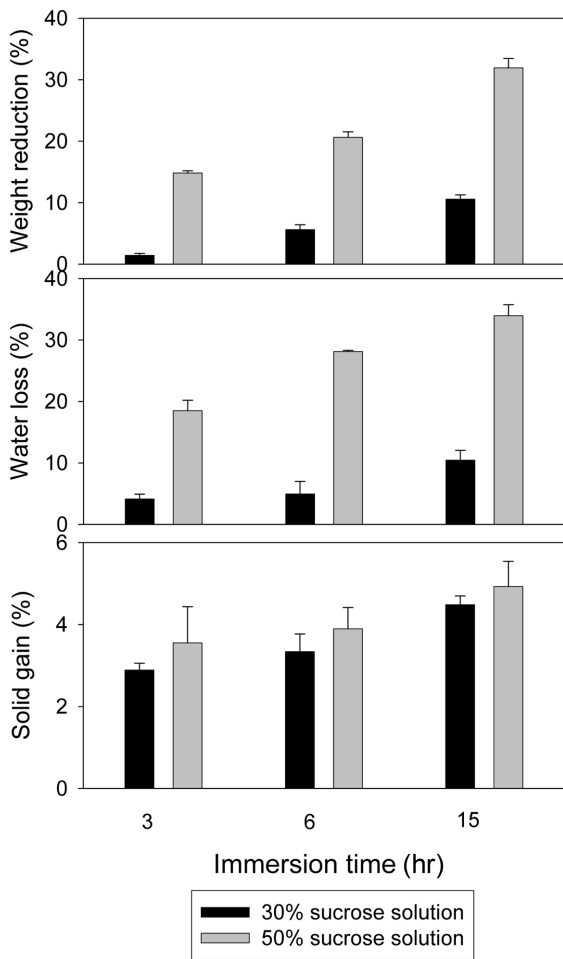 Weight reduction (%)
40
30
20
10
0
Water loss (%)
40
30
20
10
0
Solid gain (%)
6
4
2
0
3 6 15
Immersion time (hr)
30% sucrose solution
50% sucrose solution